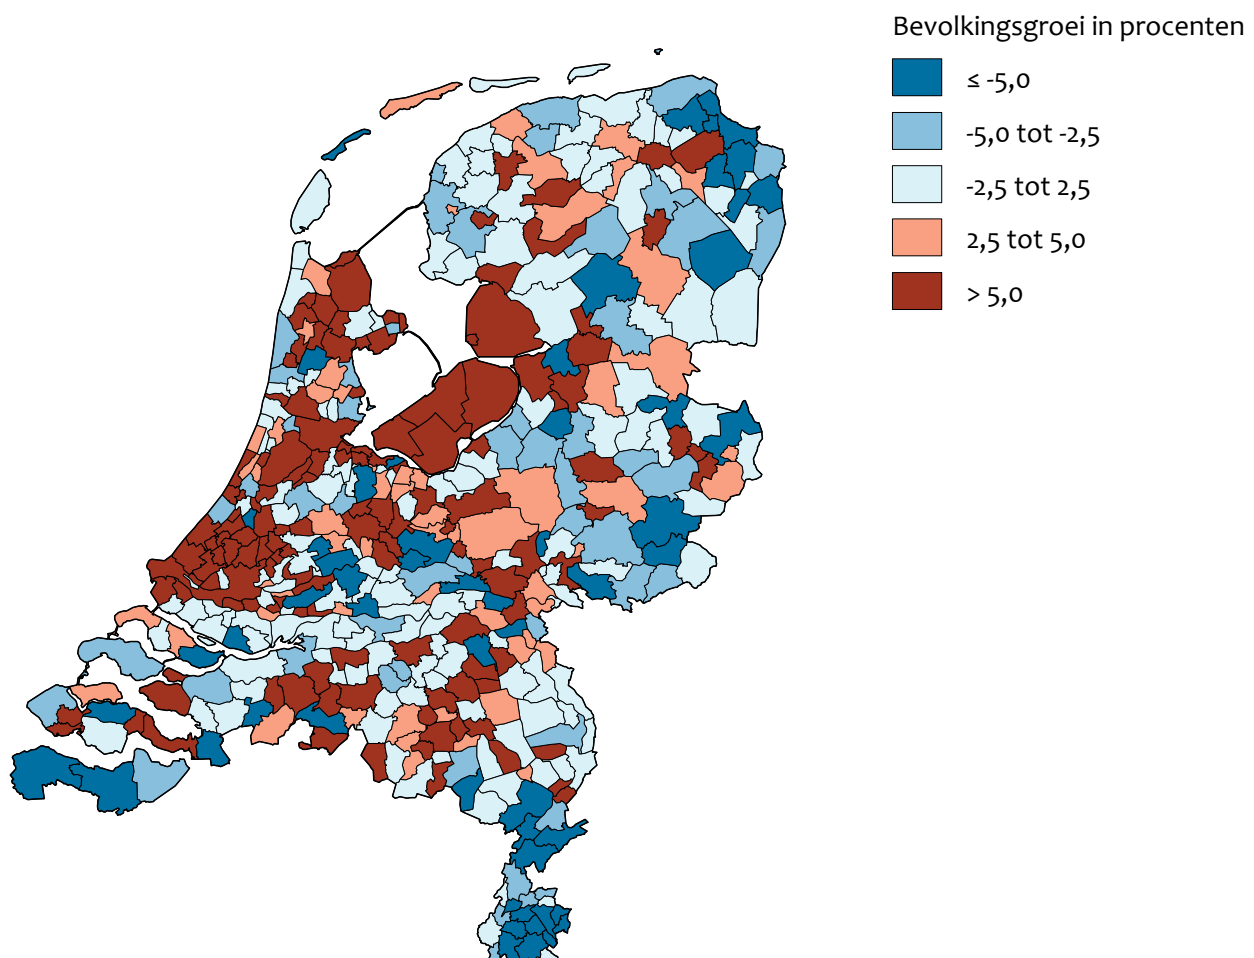 Bevolkingsgroei in procenten
≤ -5,0
-5,0 tot -2,5
-2,5 tot 2,5
2,5 tot 5,0
> 5,0